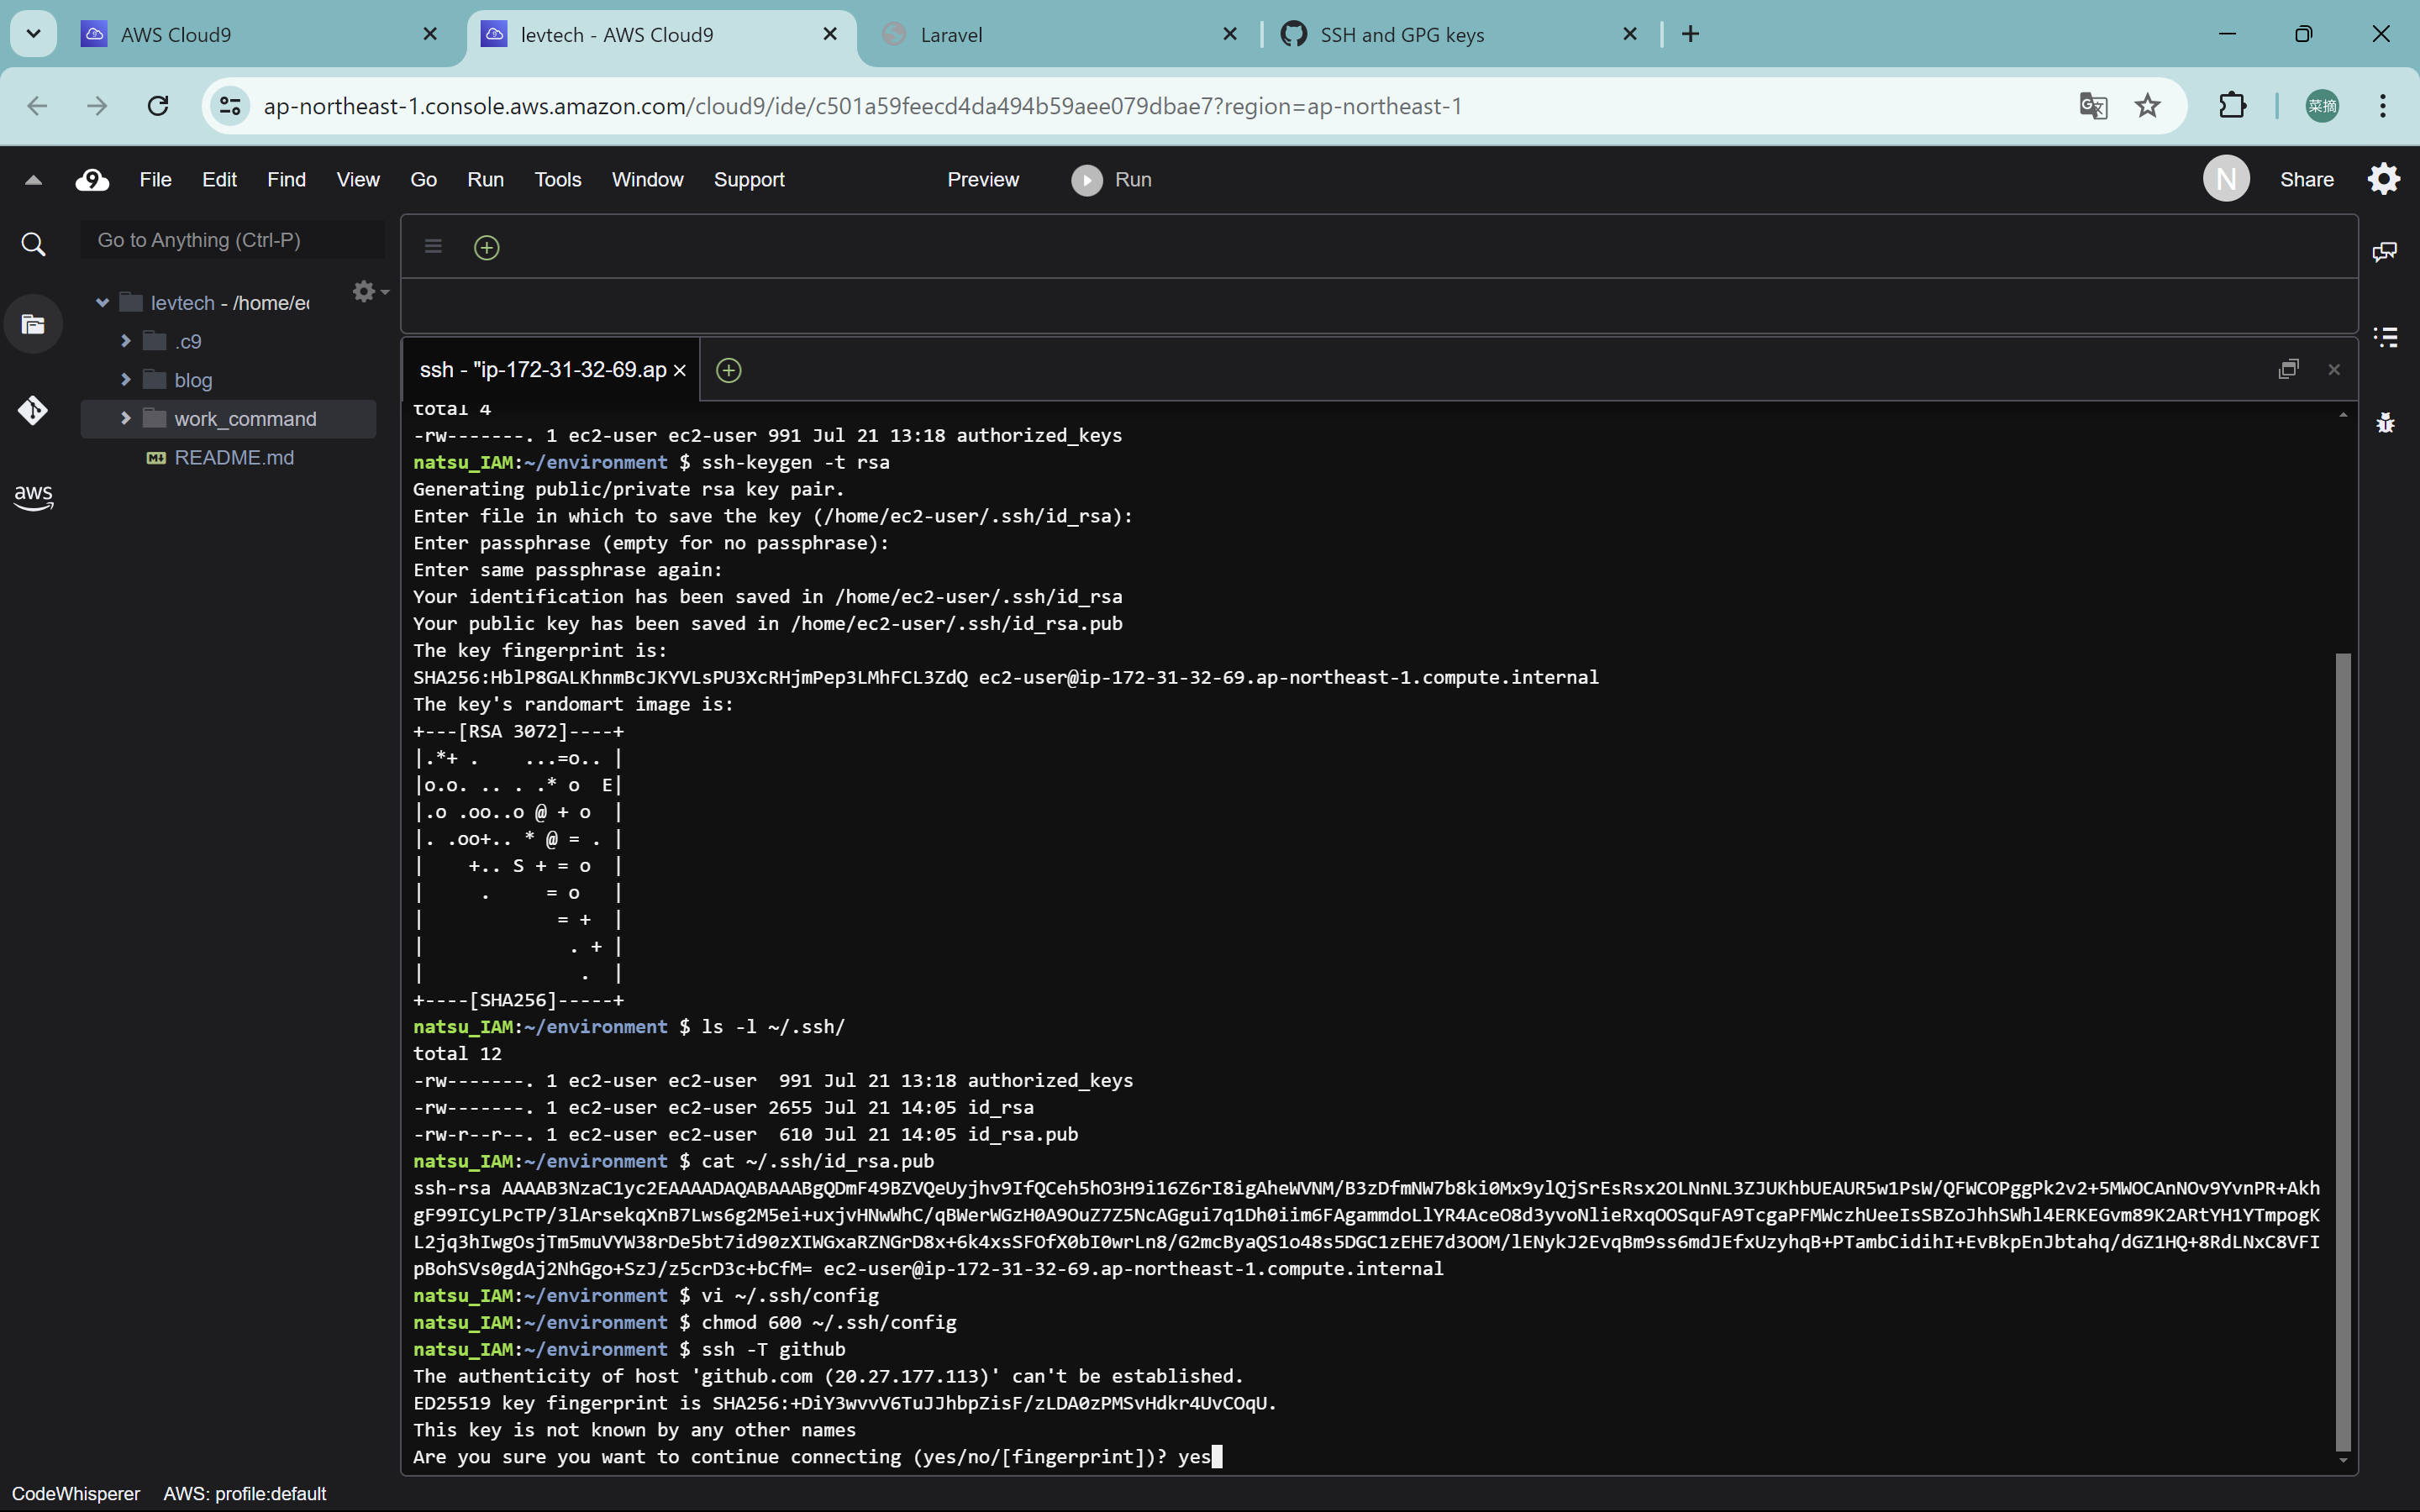 AWS Cloud9
levtech - AWS Cloud9
Laravel
SSH and GPG keys
ap-northeast-1.console.aws.amazon.com/cloud9/ide/c501a59feecd4da494b59aee079dbae7?region=ap-northeast-1
菜摘
9 File Edit Find View Go Run Tools Window Support Preview Run N Share
Go to Anything (Ctrl-P)
levtech - /home/ec
.c9
blog
work_command
README.md
aws
ssh - "ip-172-31-32-69.ap
total 4
-rw-------. 1 ec2-user ec2-user 991 Jul 21 13:18 authorized_keys
natsu_IAM:~/environment $ ssh-keygen -t rsa
Generating public/private rsa key pair.
Enter file in which to save the key (/home/ec2-user/.ssh/id_rsa):
Enter passphrase (empty for no passphrase):
Enter same passphrase again:
Your identification has been saved in /home/ec2-user/.ssh/id_rsa
Your public key has been saved in /home/ec2-user/.ssh/id_rsa.pub
The key fingerprint is:
SHA256:HblP8GALKhnmBcJKYVLsPU3XcRHjmPep3LMhFCL3ZdQ ec2-user@ip-172-31-32-69.ap-northeast-1.compute.internal
The key's randomart image is:
+---[RSA 3072]----+
|.*+ .    ...=o.. |
|o.o. .. . .* o  E|
|.o .oo..o @ + o  |
|. .oo+.. * @ = . |
|    +.. S + = o  |
|     .     = o   |
|            = +  |
|             . + |
|              .  |
+----[SHA256]-----+
natsu_IAM:~/environment $ ls -l ~/.ssh/
total 12
-rw-------. 1 ec2-user ec2-user  991 Jul 21 13:18 authorized_keys
-rw-------. 1 ec2-user ec2-user 2655 Jul 21 14:05 id_rsa
-rw-r--r--. 1 ec2-user ec2-user  610 Jul 21 14:05 id_rsa.pub
natsu_IAM:~/environment $ cat ~/.ssh/id_rsa.pub
ssh-rsa AAAAB3NzaC1yc2EAAAADAQABAAABgQDmF49BZVQeUyjhv9IfQCeh5hO3H9i16Z6rI8igAheWVNM/B3zDfmNW7b8ki0Mx9ylQjSrEsRsx2OLNnNL3ZJUKhbUEAUR5w1PsW/QFWCOPggPk2v2+5MWOCAnNOv9YvnPR+Akh
gF99ICyLPcTP/3lArsekqXnB7Lws6g2M5ei+uxjvHNwWhC/qBWerWGzH0A9OuZ7Z5NcAGgui7q1Dh0iim6FAgammdoLlYR4AceO8d3yvoNlieRxqOOSquFA9TcgaPFMWczhUeeIsSBZoJhhSWhl4ERKEGvm89K2ARtYH1YTmpogK
L2jq3hIwgOsjTm5muVYW38rDe5bt7id90zXIWGxaRZNGrD8x+6k4xsSFOfX0bI0wrLn8/G2mcByaQS1o48s5DGC1zEHE7d3OOM/lENykJ2EvqBm9ss6mdJEfxUzyhqB+PTambCidihI+EvBkpEnJbtahq/dGZ1HQ+8RdLNxC8VFI
pBohSVs0gdAj2NhGgo+SzJ/z5crD3c+bCfM= ec2-user@ip-172-31-32-69.ap-northeast-1.compute.internal
natsu_IAM:~/environment $ vi ~/.ssh/config
natsu_IAM:~/environment $ chmod 600 ~/.ssh/config
natsu_IAM:~/environment $ ssh -T github
The authenticity of host 'github.com (20.27.177.113)' can't be established.
ED25519 key fingerprint is SHA256:+DiY3wvvV6TuJJhbpZisF/zLDA0zPMSvHdkr4UvCOqU.
This key is not known by any other names
Are you sure you want to continue connecting (yes/no/[fingerprint])? yes
CodeWhisperer AWS: profile:default